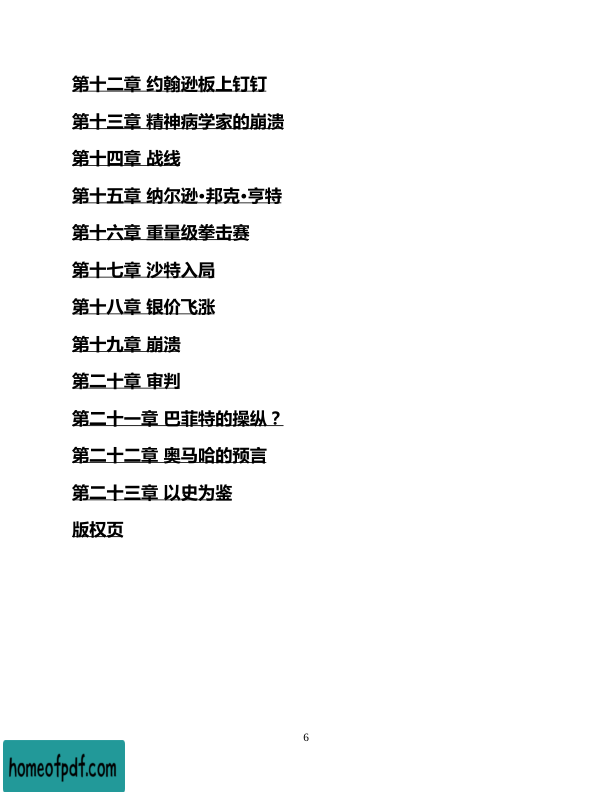 第十二章 约翰逊板上钉钉
第十三章 精神病学家的崩溃
第十四章 战线
第十五章 纳尔逊•邦克•亨特
第十六章 重量级拳击赛
第十七章 沙特入局
第十八章 银价飞涨
第十九章 崩溃
第二十章 审判
第二十一章 巴菲特的操纵？
第二十二章 奥马哈的预言
第二十三章 以史为鉴
版权页
6
homeofpdf.com